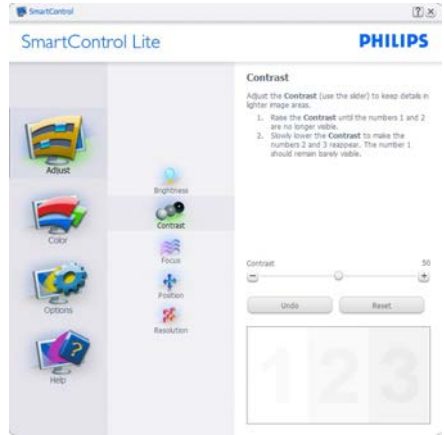 SmartControl
SmartControl Lite
PHILIPS
Adjust
Color
Options
Help
Brightness
Contrast
Focus
Position
Resolution
Contrast
Adjust the Contrast (use the slider) to keep details in
lighter image areas.
1. Raise the Contrast until the numbers 1 and 2
are no longer visible.
2. Slowly lower the Contrast to make the
numbers 2 and 3 reappear. The number 1
should remain barely visible.
Contrast 50
Undo Reset
1 2 3